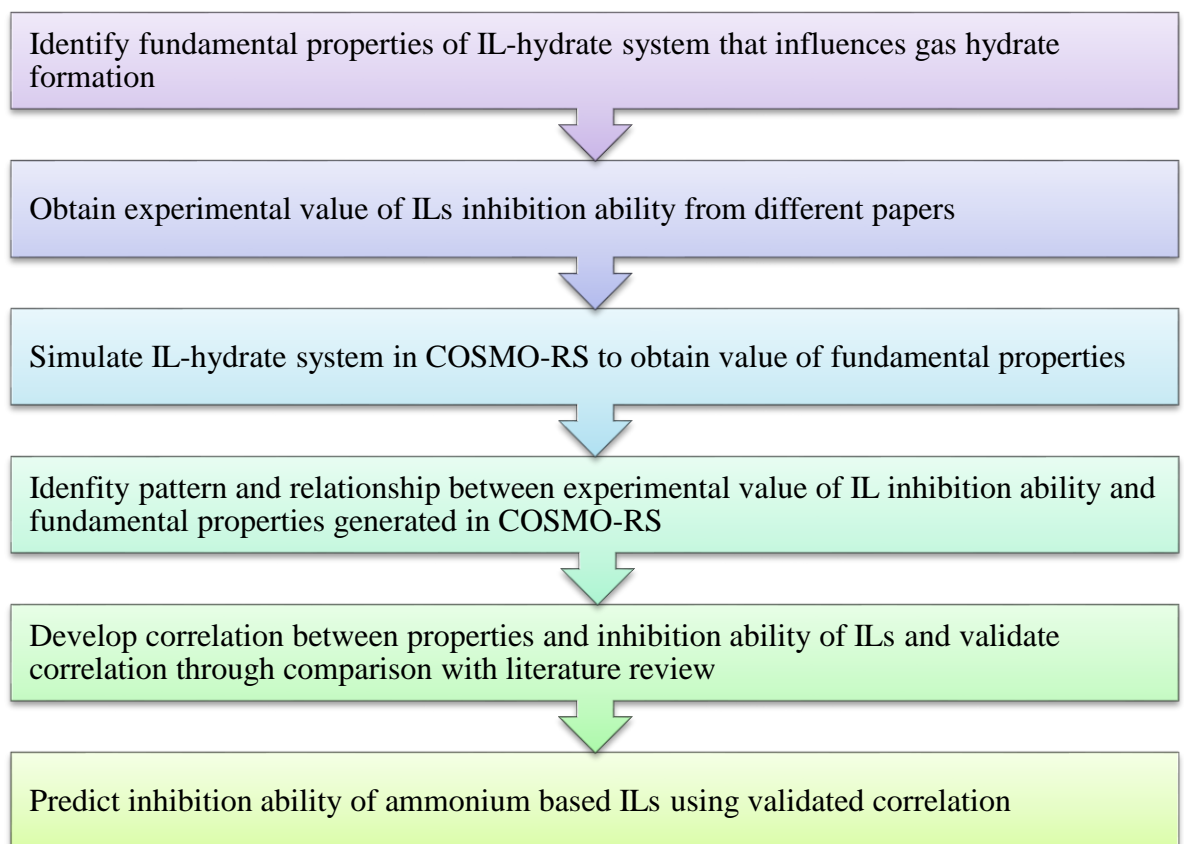 Identify fundamental properties of IL-hydrate system that influences gas hydrate
formation
Obtain experimental value of ILs inhibition ability from different papers
Simulate IL-hydrate system in COSMO-RS to obtain value of fundamental properties
Idenfity pattern and relationship between experimental value of IL inhibition ability and
fundamental properties generated in COSMO-RS
Develop correlation between properties and inhibition ability of ILs and validate
correlation through comparison with literature review
Predict inhibition ability of ammonium based ILs using validated correlation